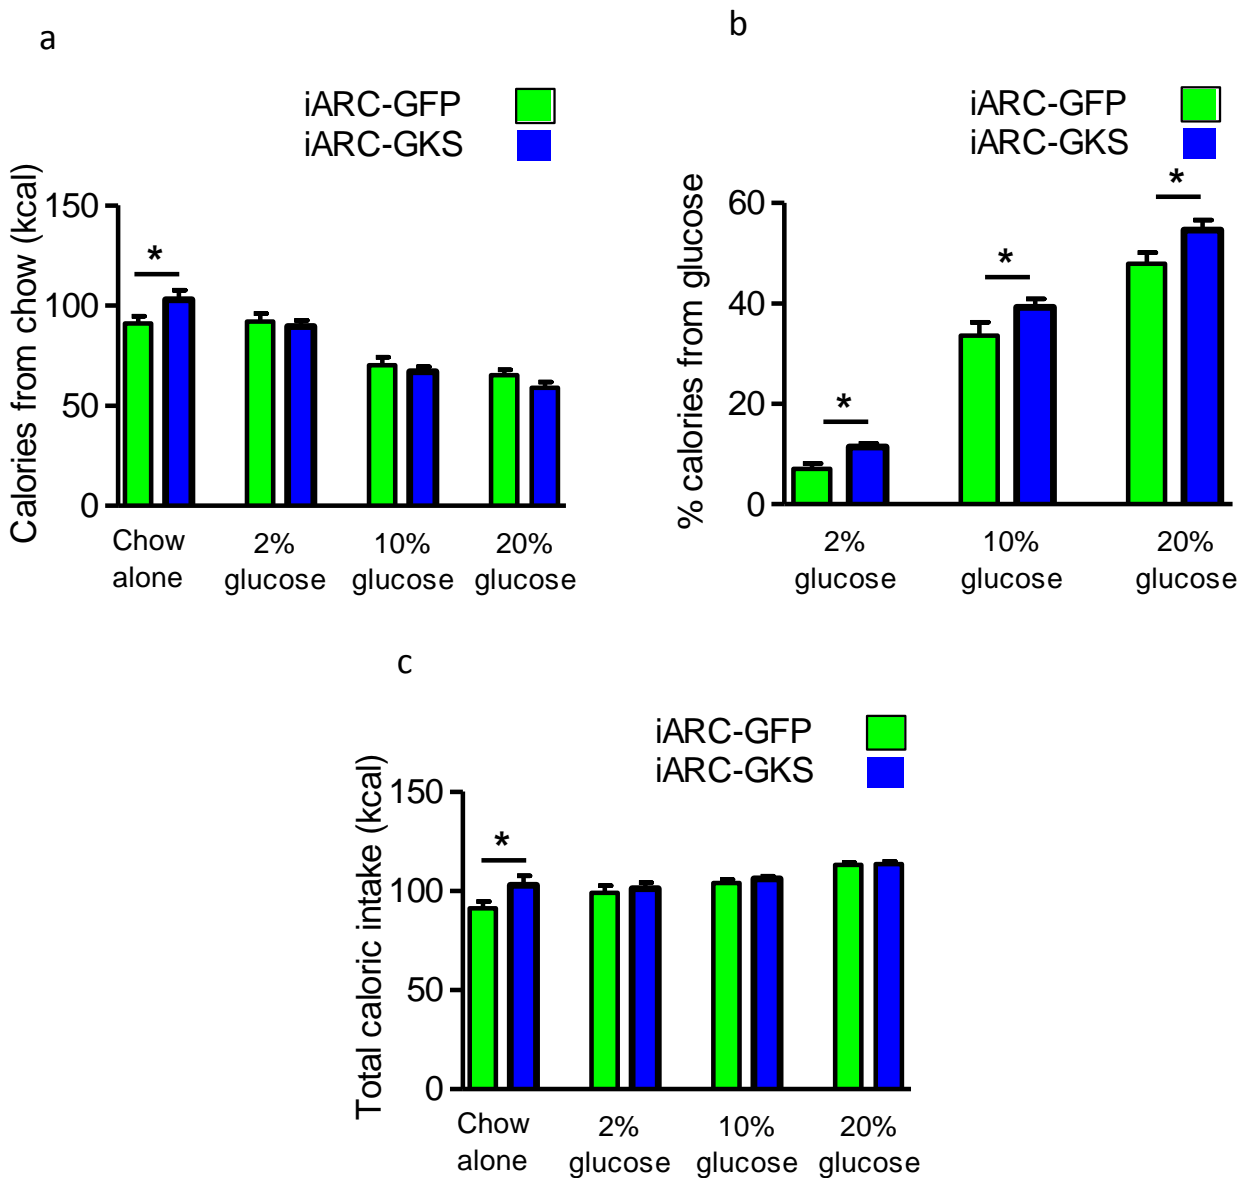 a
iARC-GFP
iARC-GKS
Calories from chow (kcal)
150
100
50
0
*
Chow alone
2% glucose
10% glucose
20% glucose
b
iARC-GFP
iARC-GKS
% calories from glucose
60
40
20
0
*
*
*
2% glucose
10% glucose
20% glucose
c
iARC-GFP
iARC-GKS
Total caloric intake (kcal)
150
100
50
0
*
Chow alone
2% glucose
10% glucose
20% glucose